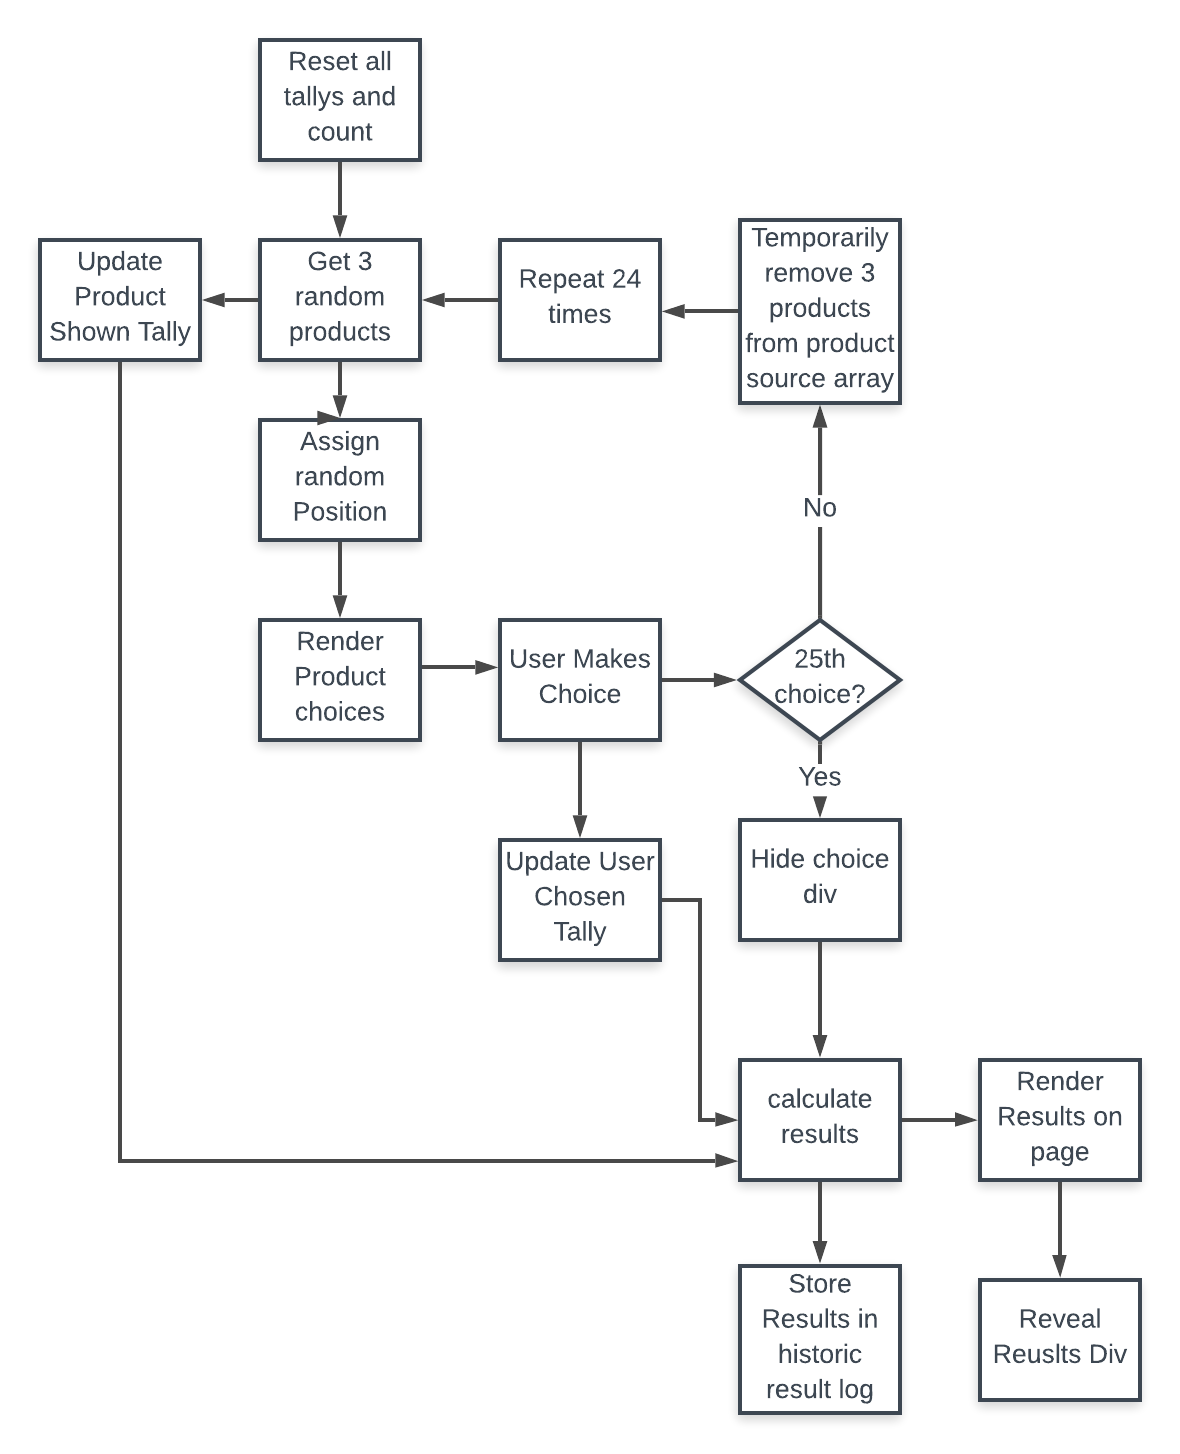 Reset all
tallys and
count
Update
Product
Shown Tally
Get 3
random
products
Repeat 24
times
Temporarily
remove 3
products
from product
source array
Assign
random
Position
No
Render
Product
choices
User Makes
Choice
25th
choice?
Yes
Update User
Chosen
Tally
Hide choice
div
calculate
results
Render
Results on
page
Store
Results in
historic
result log
Reveal
Reuslts Div